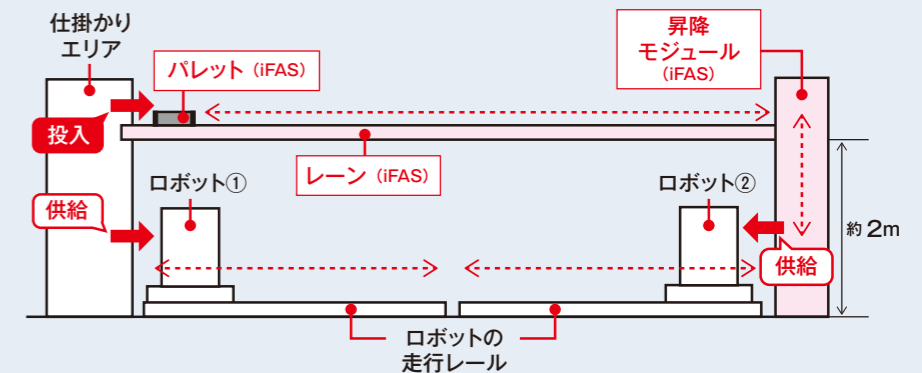 仕掛かり
エリア
パレット（iFAS）
昇降
モジュール
（iFAS）
投入
レーン（iFAS）
ロボット①
ロボット②
供給
約2m
供給
ロボットの
走行レール